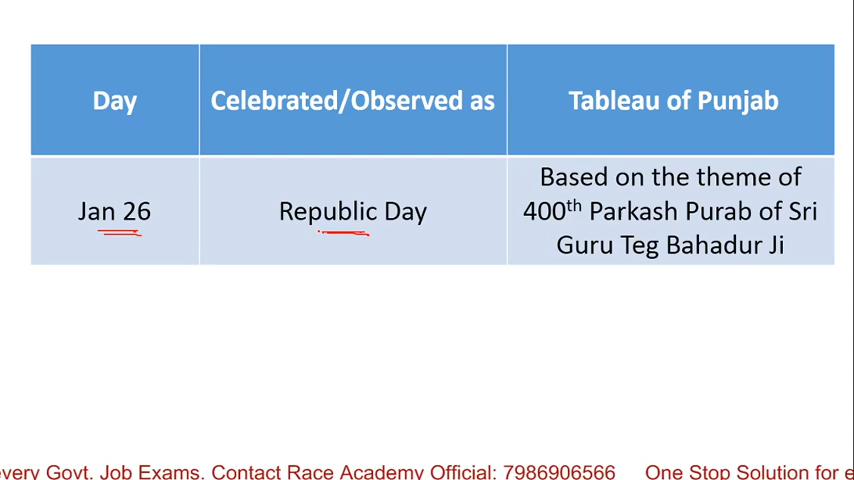 Day Celebrated/Observed as Tableau of Punjab
Jan 26 Republic Day Based on the theme of
400th Parkash Purab of Sri
Guru Teg Bahadur Ji
every Govt. Job Exams. Contact Race Academy Official: 7986906566 One Stop Solution for e